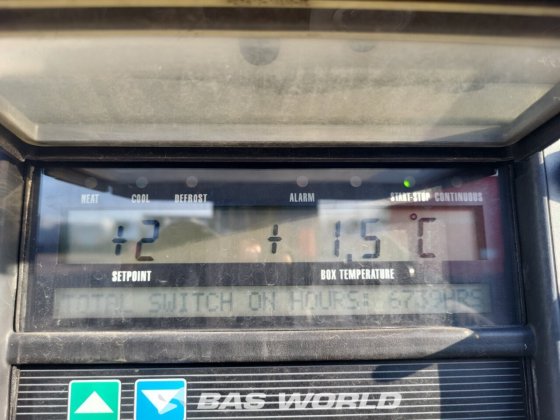 HEAT COOL DEFROST ALARM START-STOP CONTINUOUS
+2 + 1,5 °C
SETPOINT BOX TEMPERATURE
TOTAL SWITCH ON HOURS: 6739HRS
BAS WORLD